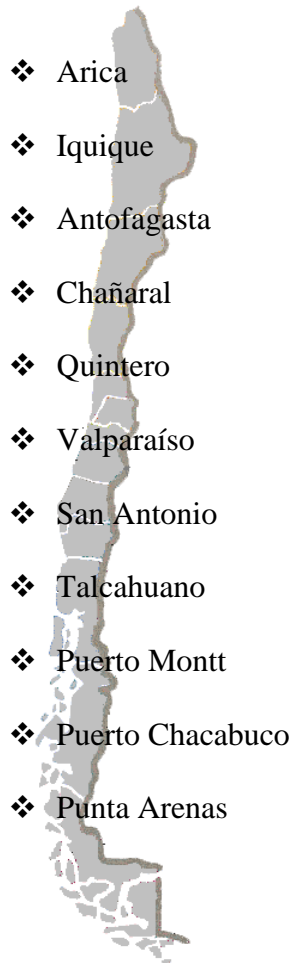 ❖ Arica
❖ Iquique
❖ Antofagasta
❖ Chañaral
❖ Quintero
❖ Valparaíso
❖ San Antonio
❖ Talcahuano
❖ Puerto Montt
❖ Puerto Chacabuco
❖ Punta Arenas